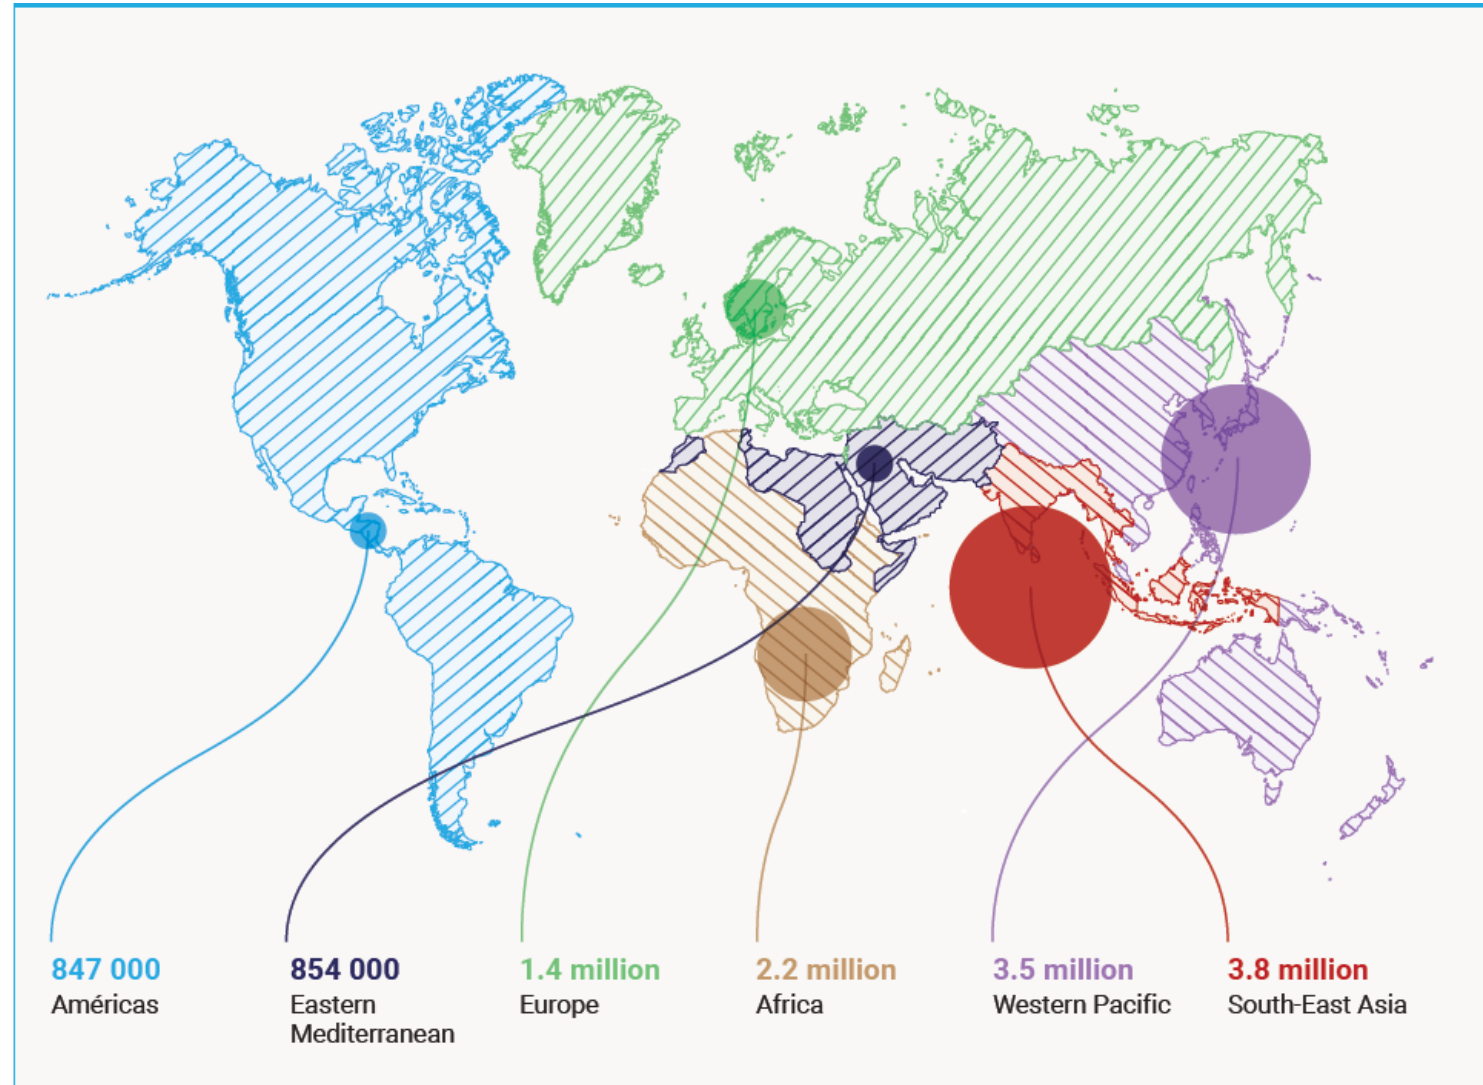 847 000
Américas
854 000
Eastern
Mediterranean
1.4 million
Europe
2.2 million
Africa
3.5 million
Western Pacific
3.8 million
South-East Asia